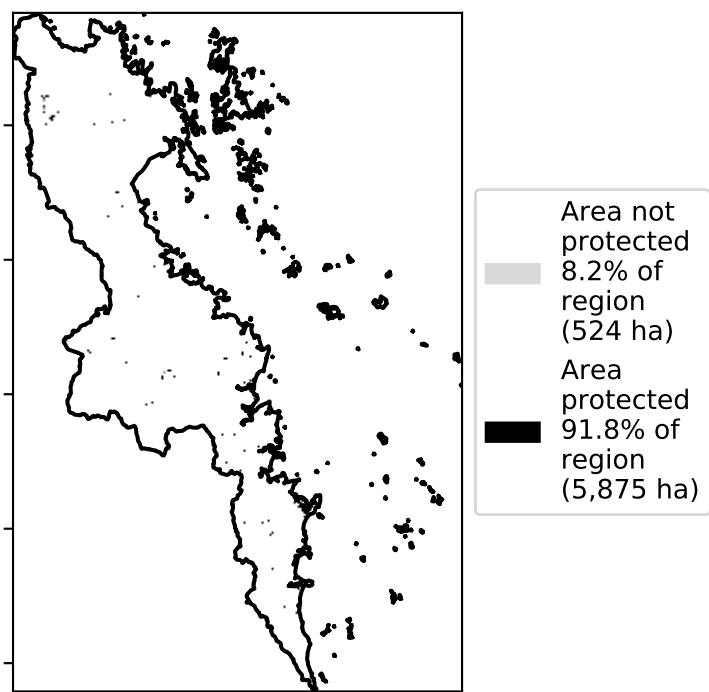 Area not
protected
8.2% of
region
(524 ha)
Area
protected
91.8% of
region
(5,875 ha)